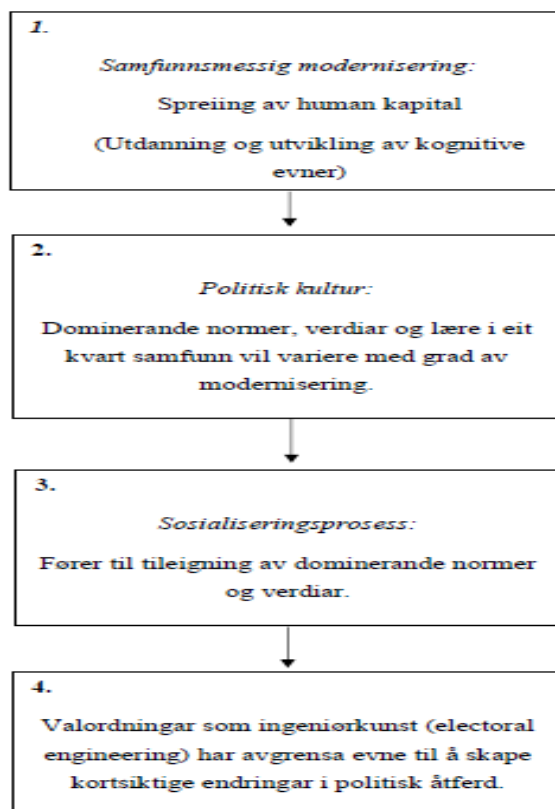 1.
Samfunnsmessig modernisering:
Spreiing av human kapital
(Utdanning og utvikling av kognitive
evner)
2.
Politisk kultur:
Dominerande normer, verdiar og lære i eit
kvart samfunn vil variere med grad av
modernisering.
3.
Sosialiseringsprosess:
Fører til tileigning av dominerande normer
og verdiar.
4.
Valordningar som ingeniørkunst (electoral
engineering) har avgrensa evne til å skape
kortsiktige endringar i politisk åtferd.